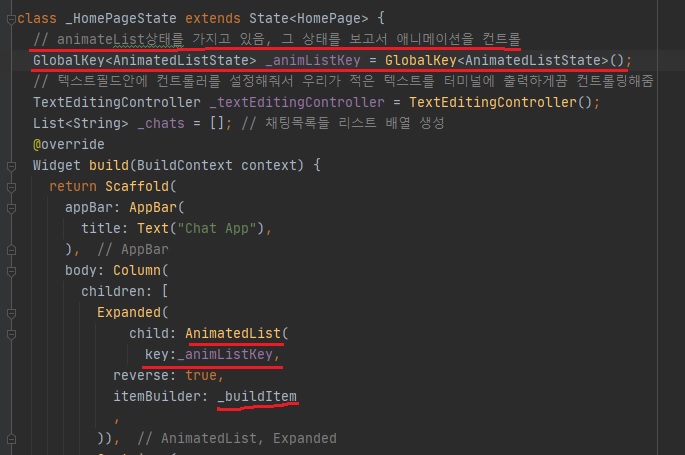 class _HomePageState extends State<HomePage> {
// animateList상태를 가지고 있음, 그 상태를 보고서 애니메이션을 컨트롤
GlobalKey<AnimatedListState> _animListKey = GlobalKey<AnimatedListState>();
// 텍스트필드안에 컨트롤러를 설정해줘서 우리가 적은 텍스트를 터미널에 출력하게끔 컨트롤링해줌
TextEditingController _textEditingController = TextEditingController();
List<String> _chats = []; // 채팅목록들 리스트 배열 생성
@override
Widget build(BuildContext context) {
return Scaffold(
appBar: AppBar(
title: Text("Chat App"),
), // AppBar
body: Column(
children: [
Expanded(
child: AnimatedList(
key:_animListKey,
reverse: true,
itemBuilder: _buildItem
,
)), // AnimatedList, Expanded